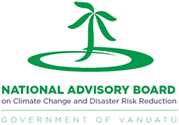 NATIONAL ADVISORY BOARD
on Climate Change and Disaster Risk Reduction
GOVERNMENT OF VANUATU